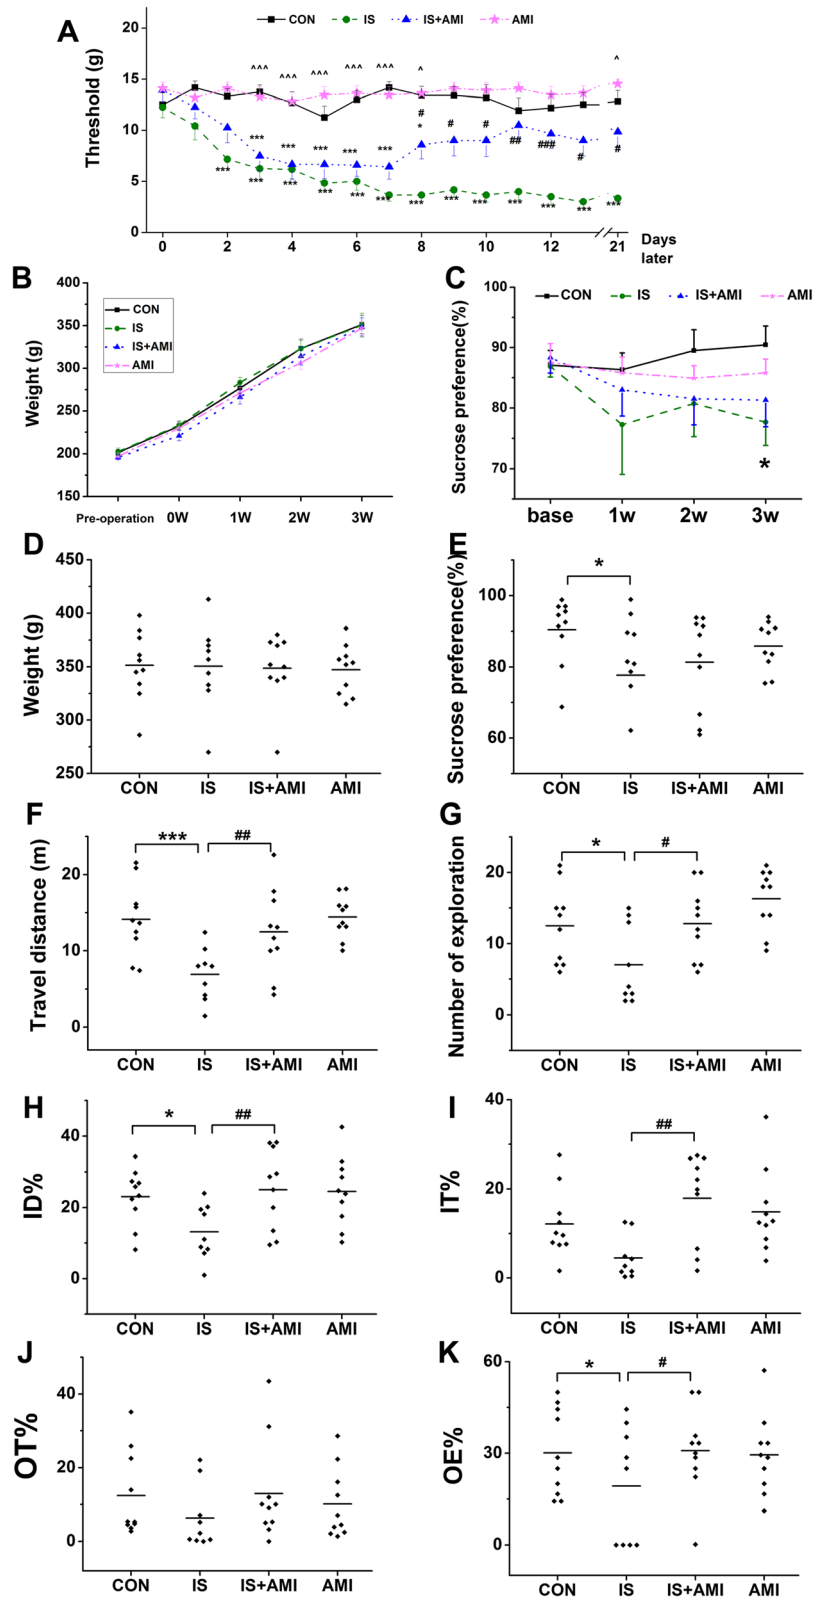 A
CON IS IS+AMI AMI
Threshold (g)
20
15
10
5
0
^^^ ^^^ ^^^ ^^^ ^^^ ^ ^
# # # # ## ### # #
*** *** *** *** *** *
*** *** *** *** *** *** *** *** *** *** *** *** ***
0 2 4 6 8 10 12 21
Days later
B
CON
IS
IS+AMI
AMI
Weight (g)
400
350
300
250
200
150
Pre-operation 0W 1W 2W 3W
C
CON IS IS+AMI AMI
Sucrose preference(%)
100
90
80
70
*
base 1w 2w 3w
D
Weight (g)
450
400
350
300
250
CON IS IS+AMI AMI
E
Sucrose preference(%)
*
100
80
60
CON IS IS+AMI AMI
F
Travel distance (m)
*** ##
20
10
0
CON IS IS+AMI AMI
G
Number of exploration
* #
20
10
0
CON IS IS+AMI AMI
H
ID%
* ##
40
20
0
CON IS IS+AMI AMI
I
IT%
##
40
20
0
CON IS IS+AMI AMI
J
OT%
40
20
0
CON IS IS+AMI AMI
K
OE%
* #
60
30
0
CON IS IS+AMI AMI